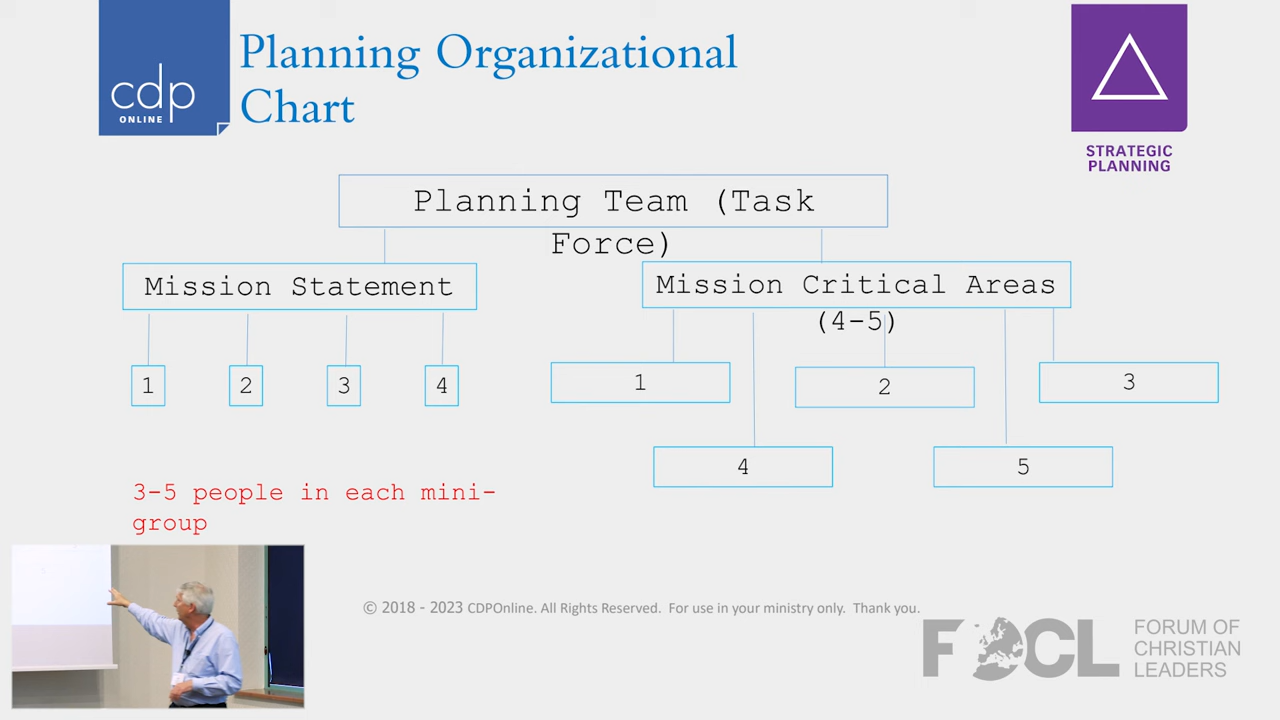 cdp
ONLINE
Planning Organizational
Chart
STRATEGIC
PLANNING
Planning Team (Task
Force)
Mission Statement
Mission Critical Areas
(4-5)
1 2 3 4
1 2 3
4 5
3-5 people in each mini-
group
© 2018 - 2023 CDPOnline. All Rights Reserved. For use in your ministry only. Thank you.
FOCL
FORUM OF
CHRISTIAN
LEADERS